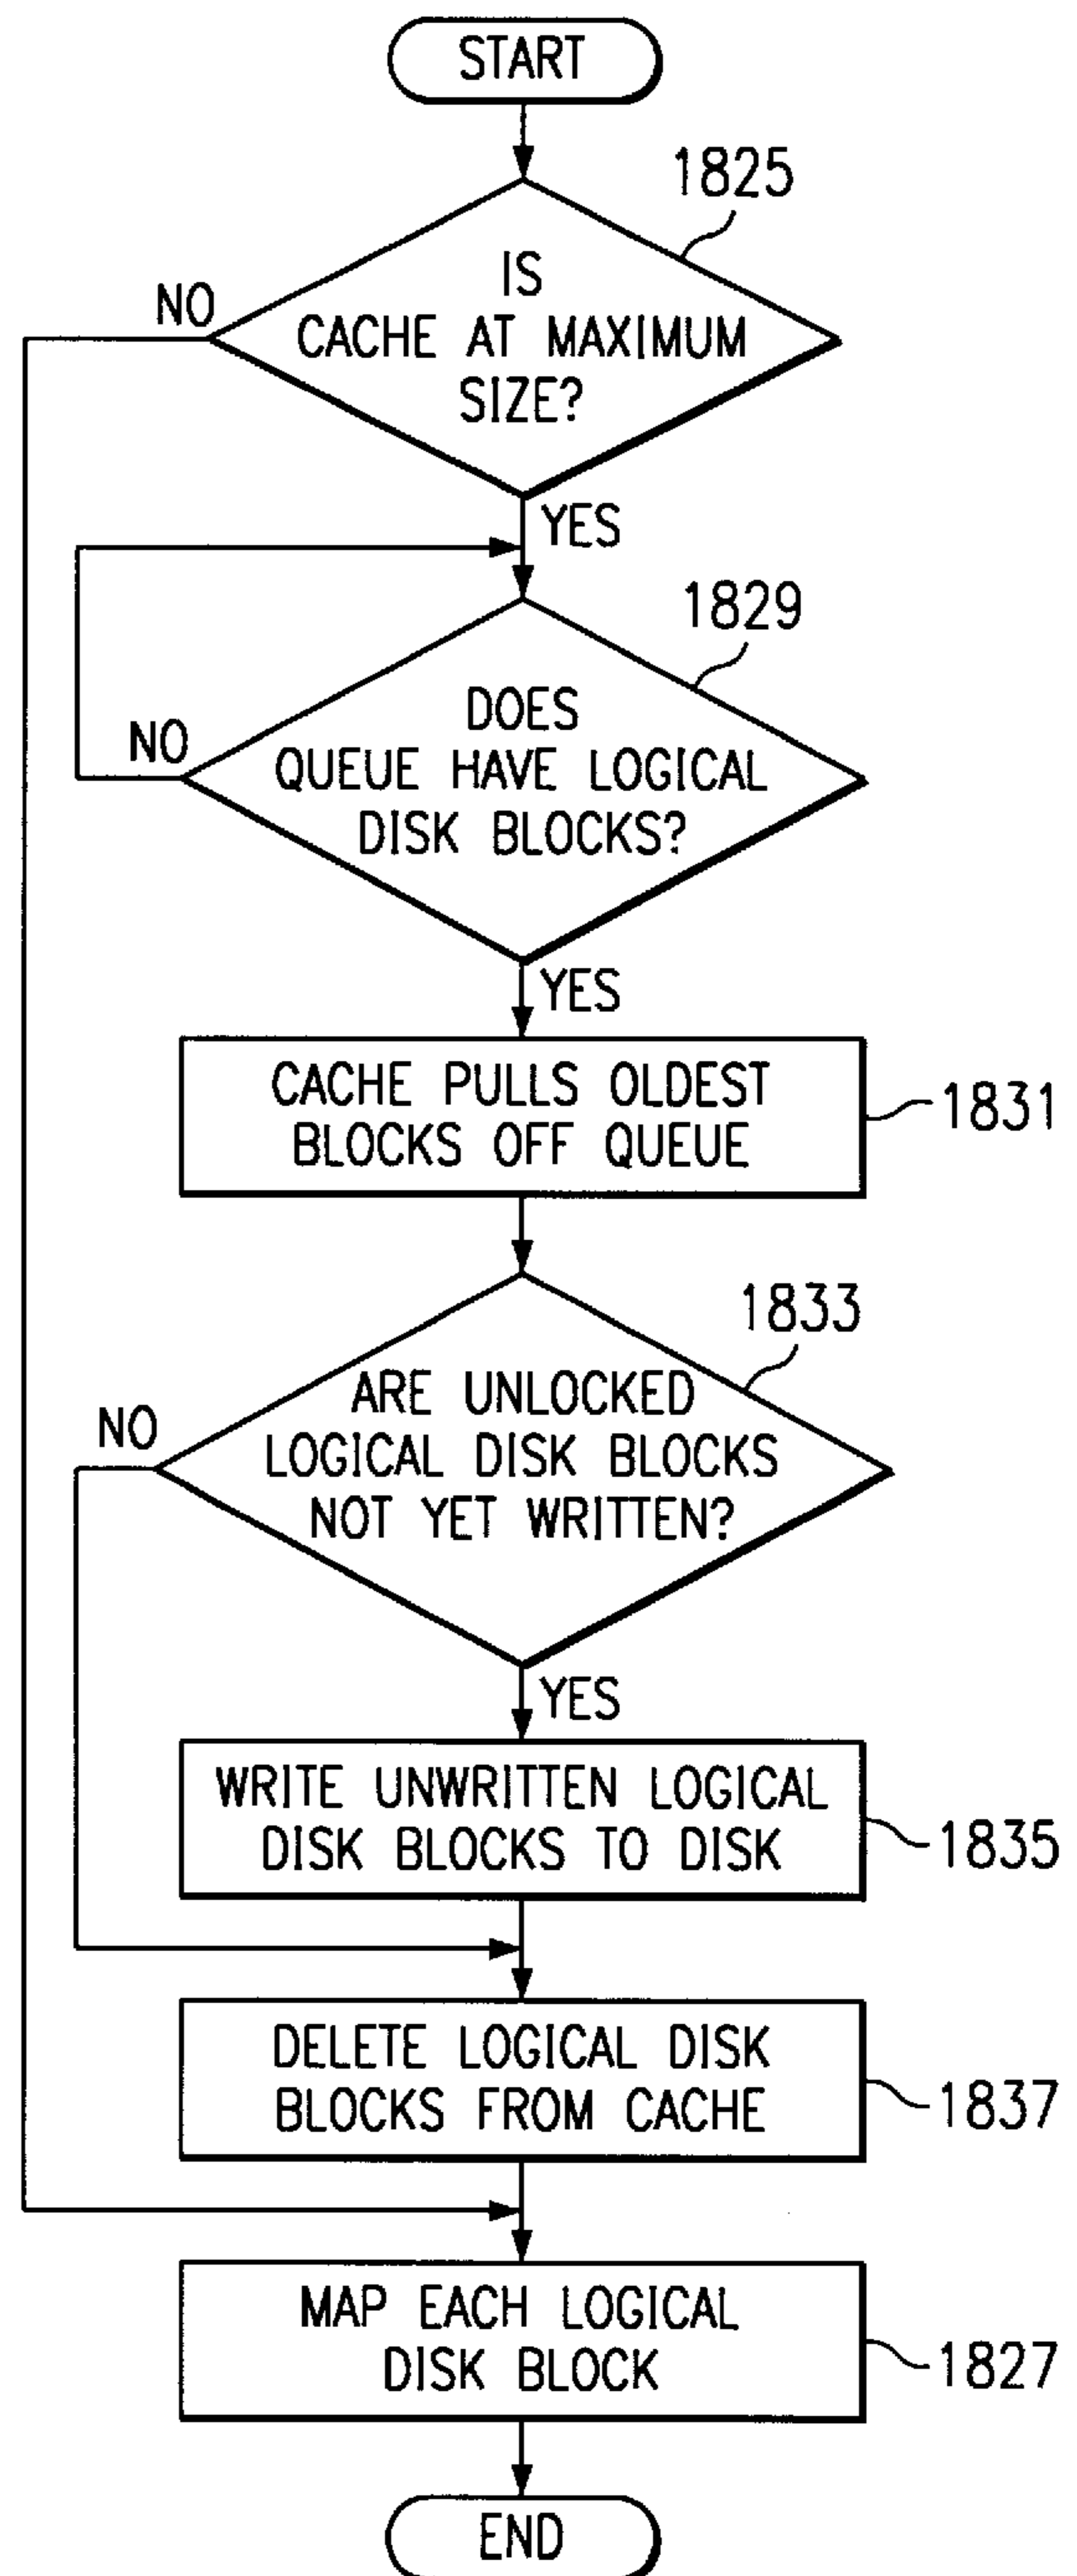 START
1825
IS
CACHE AT MAXIMUM
SIZE?
NO
YES
1829
DOES
QUEUE HAVE LOGICAL
DISK BLOCKS?
NO
YES
CACHE PULLS OLDEST
BLOCKS OFF QUEUE
1831
1833
ARE UNLOCKED
LOGICAL DISK BLOCKS
NOT YET WRITTEN?
NO
YES
WRITE UNWRITTEN LOGICAL
DISK BLOCKS TO DISK
1835
DELETE LOGICAL DISK
BLOCKS FROM CACHE
1837
MAP EACH LOGICAL
DISK BLOCK
1827
END